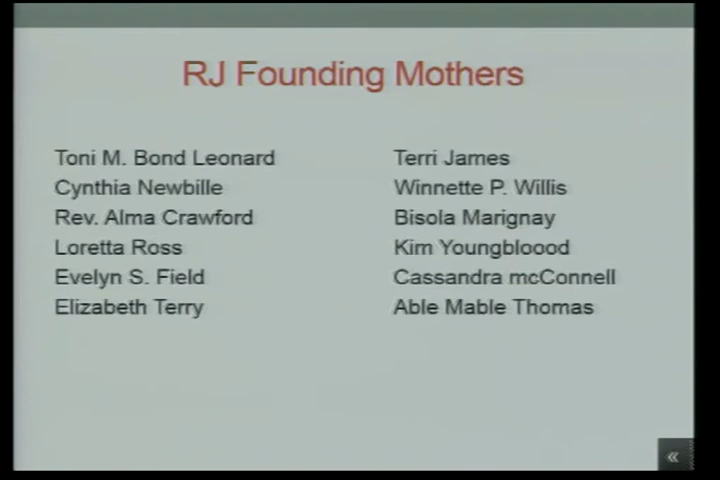 RJ Founding Mothers
Toni M. Bond Leonard
Cynthia Newbille
Rev. Alma Crawford
Loretta Ross
Evelyn S. Field
Elizabeth Terry
Terri James
Winnette P. Willis
Bisola Marignay
Kim Youngbloood
Cassandra mcConnell
Able Mable Thomas